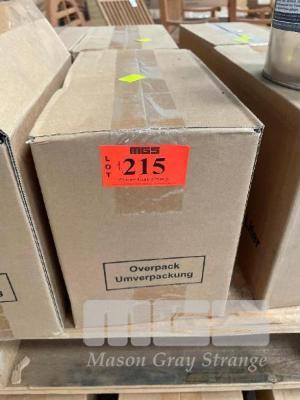 MGS
LOT
215
Overpack
Umverpackung
MGS
Mason Gray Strange